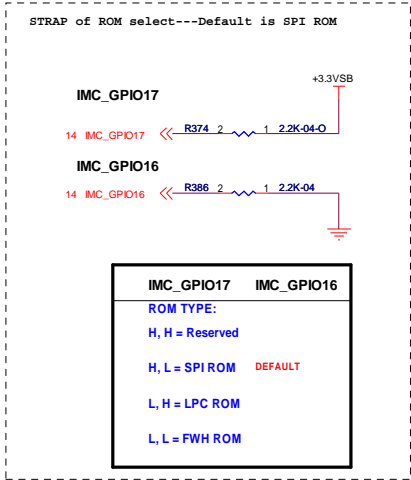 STRAP of ROM select---Default is SPI ROM
+3.3VSB
IMC_GPIO17
14 IMC_GPIO17 R374 2 1 2.2K-04-O
IMC_GPIO16
14 IMC_GPIO16 R386 2 1 2.2K-04
IMC_GPIO17 IMC_GPIO16
ROM TYPE:
H, H = Reserved
H, L = SPI ROM DEFAULT
L, H = LPC ROM
L, L = FWH ROM